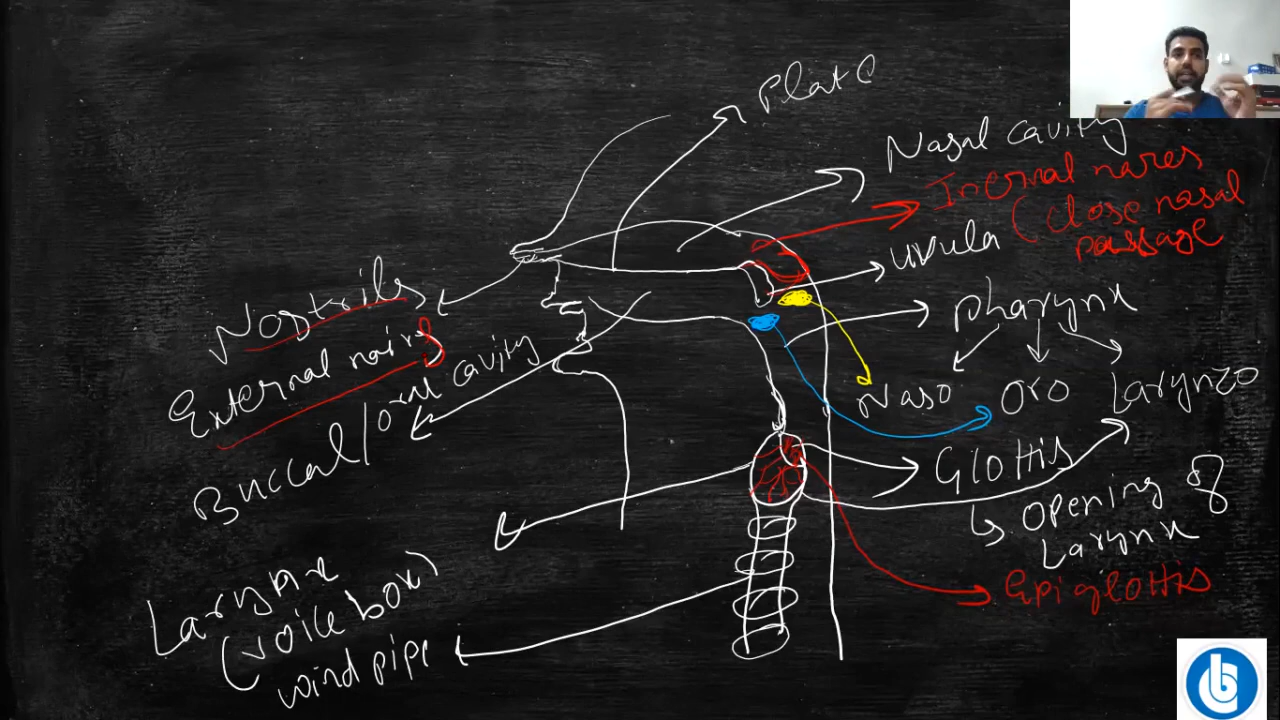 Plate
Nasal cavity
Internal nares
(close nasal
passage
uvula
Pharynx
Naso
Oro
Larynzo
Glottis
↳ Opening of
Larynx
Epiglottis
Nostrils
External nairs
Buccal/oral cavity
Larynx
(voice box)
wind pipe
b